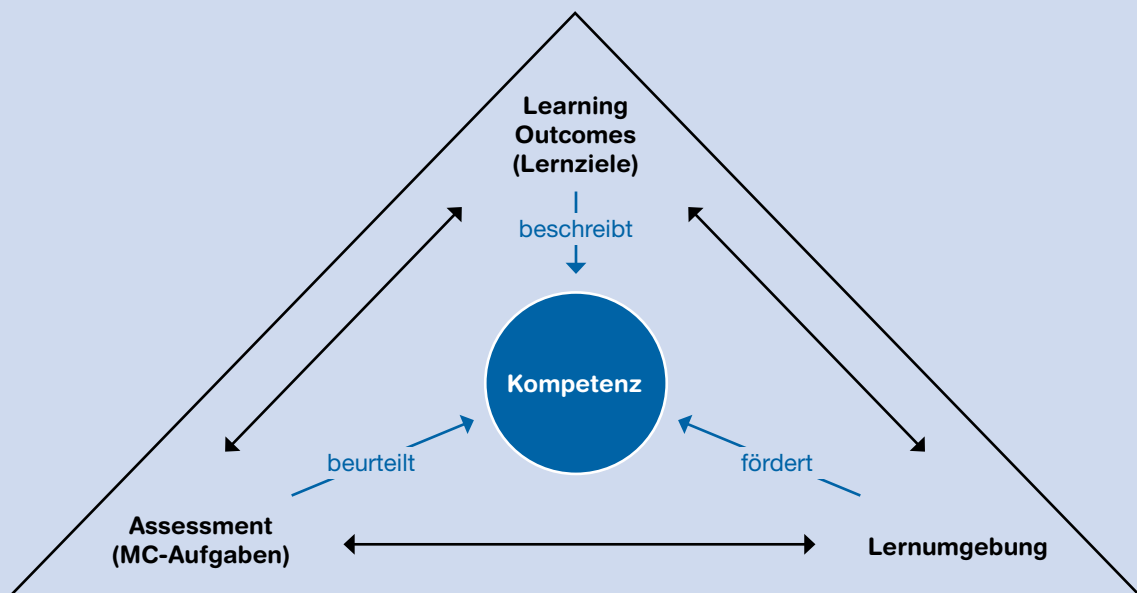 Learning
Outcomes
(Lernziele)
beschreibt
Kompetenz
beurteilt
fördert
Assessment
(MC-Aufgaben)
Lernumgebung